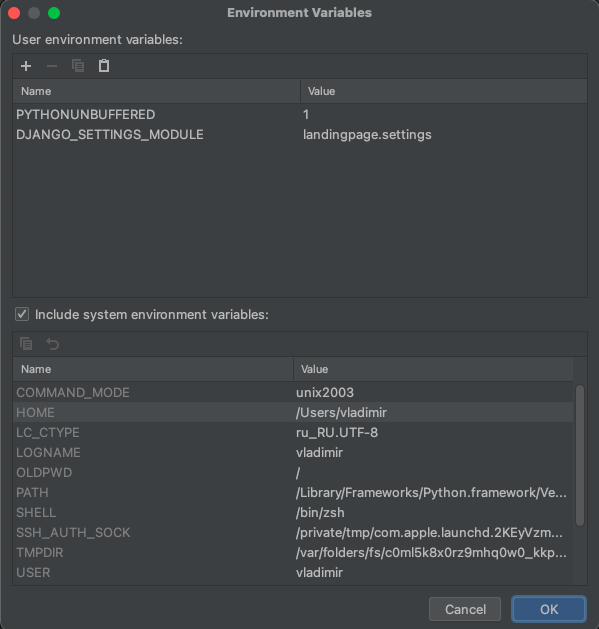 Environment Variables
User environment variables:
Name Value
PYTHONUNBUFFERED 1
DJANGO_SETTINGS_MODULE landingpage.settings
Include system environment variables:
Name Value
COMMAND_MODE unix2003
HOME /Users/vladimir
LC_CTYPE ru_RU.UTF-8
LOGNAME vladimir
OLDPWD /
PATH /Library/Frameworks/Python.framework/Ve...
SHELL /bin/zsh
SSH_AUTH_SOCK /private/tmp/com.apple.launchd.2KEyVzm...
TMPDIR /var/folders/fs/c0ml5k8x0rz9mhq0w0_kkp...
USER vladimir
Cancel OK